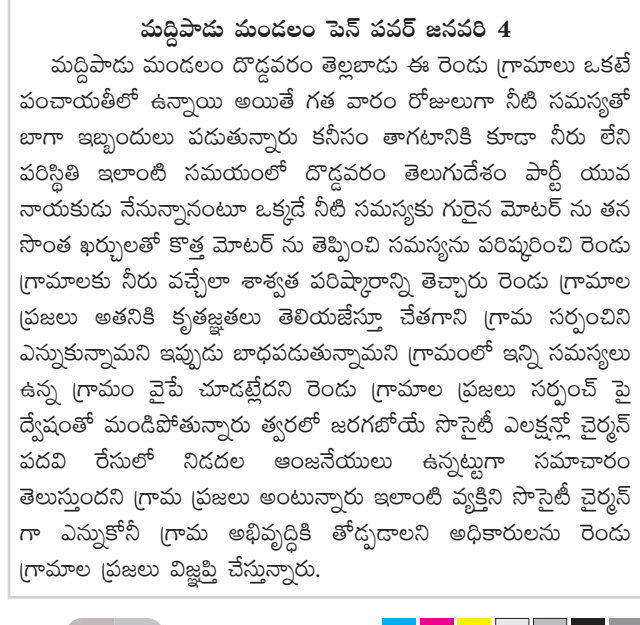 మద్దిపాడు మండలం పెన్ పవర్ జనవరి 4
మద్దిపాడు మండలం దొడ్డవరం తెల్లబాడు ఈ రెండు గ్రామాలు ఒకటే
పంచాయతీలో ఉన్నాయి అయితే గత వారం రోజులుగా నీటి సమస్యతో
బాగా ఇబ్బందులు పడుతున్నారు కనీసం తాగటానికి కూడా నీరు లేని
పరిస్థితి ఇలాంటి సమయంలో దొడ్డవరం తెలుగుదేశం పార్టీ యువ
నాయకుడు నేనున్నానంటూ ఒక్కడే నీటి సమస్యకు గురైన మోటర్ ను తన
సొంత ఖర్చులతో కొత్త మోటర్ ను తెప్పించి సమస్యను పరిష్కరించి రెండు
గ్రామాలకు నీరు వచ్చేలా శాశ్వత పరిష్కారాన్ని తెచ్చారు రెండు గ్రామాల
ప్రజలు అతనికి కృతజ్ఞతలు తెలియజేస్తూ చేతగాని గ్రామ సర్పంచిని
ఎన్నుకున్నామని ఇప్పుడు బాధపడుతున్నామని గ్రామంలో ఇన్ని సమస్యలు
ఉన్న గ్రామం వైపే చూడట్లేదని రెండు గ్రామాల ప్రజలు సర్పంచ్ పై
ద్వేషంతో మండిపోతున్నారు త్వరలో జరగబోయే సొసైటీ ఎలక్షన్లో చైర్మన్
పదవి రేసులో నిడదల ఆంజనేయులు ఉన్నట్టుగా సమాచారం
తెలుస్తుందని గ్రామ ప్రజలు అంటున్నారు ఇలాంటి వ్యక్తిని సొసైటీ చైర్మన్
గా ఎన్నుకోనీ గ్రామ అభివృద్ధికి తోడ్పడాలని అధికారులను రెండు
గ్రామాల ప్రజలు విజ్ఞప్తి చేస్తున్నారు.